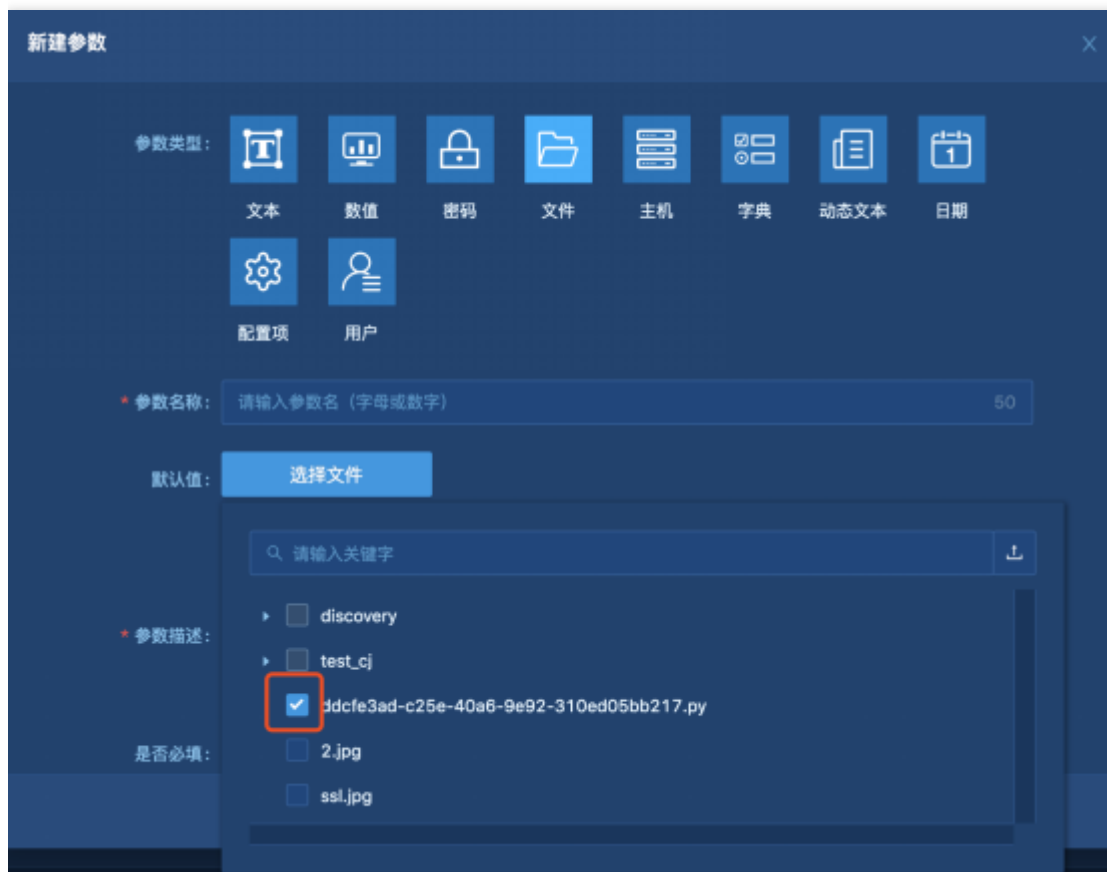 新建参数
参数类型:
文本 数值 密码 文件 主机 字典 动态文本 日期
配置项 用户
* 参数名称: 请输入参数名（字母或数字） 50
默认值: 选择文件
请输入关键字
discovery
* 参数描述:
test_cj
ddcfe3ad-c25e-40a6-9e92-310ed05bb217.py
是否必填: 2.jpg
ssl.jpg